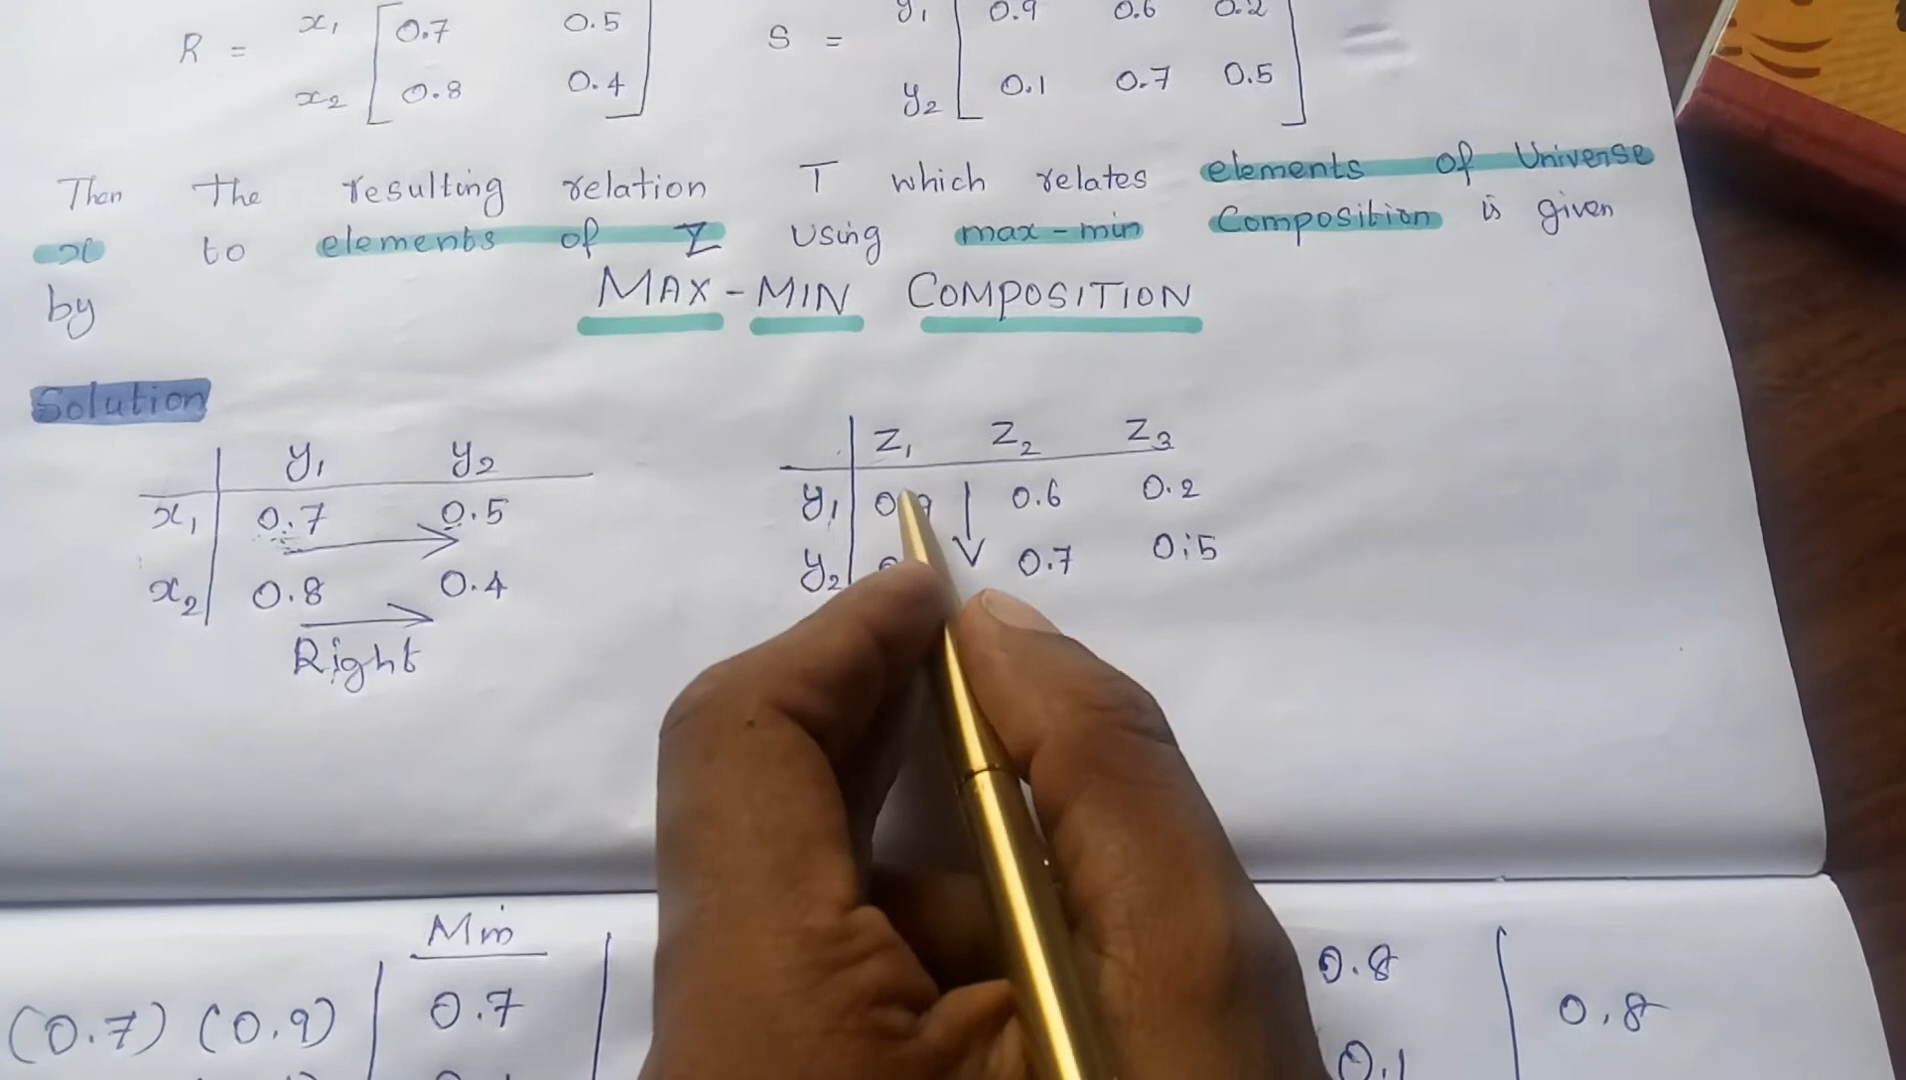 x1 0.7 0.5 y1 0.9 0.6 0.2
R = S =
x2 0.8 0.4 y2 0.1 0.7 0.5
Then the resulting relation T which relates elements of Universe
x to elements of Z using max-min Composition is given
by
MAX-MIN COMPOSITION
Solution
y1 y2 z1 z2 z3
x1 0.7 0.5 y1 0.9 0.6 0.2
x2 0.8 0.4 y2 0.7 0.5
Right
Min
(0.7) (0.9) 0.7 0.8 0.8
0.1